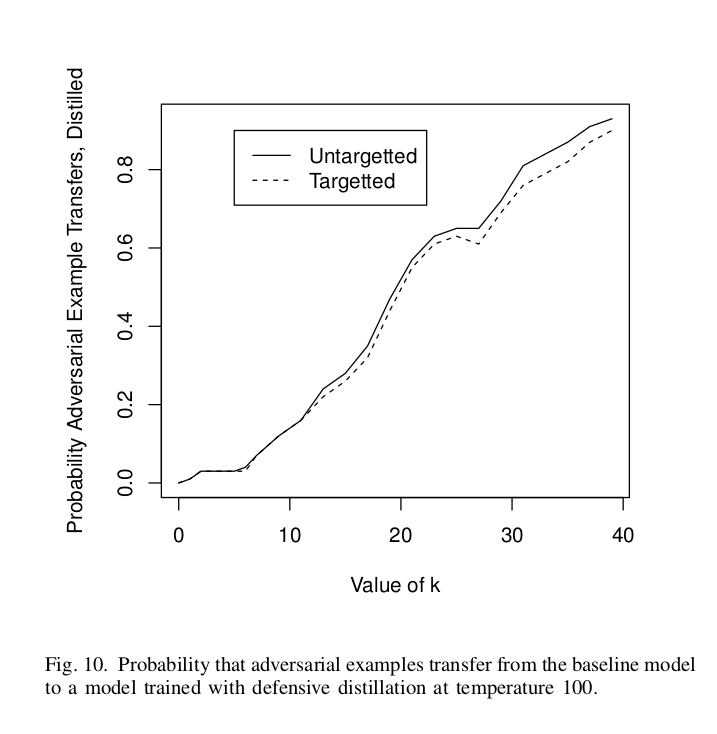 Probability Adversarial Example Transfers, Distilled
0.8
0.6
0.4
0.2
0.0
Untargetted
Targetted
0 10 20 30 40
Value of k
Fig. 10. Probability that adversarial examples transfer from the baseline model
to a model trained with defensive distillation at temperature 100.